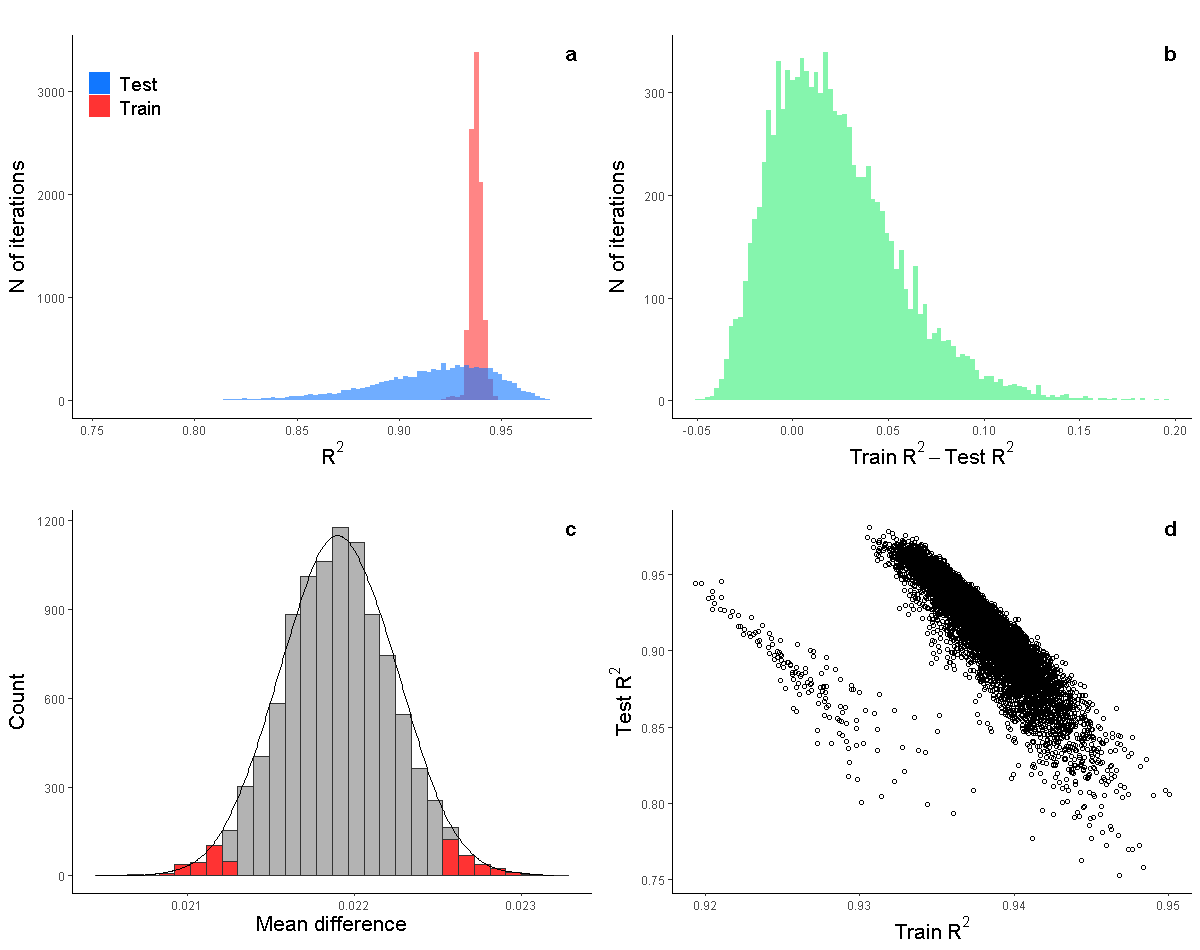 a
Test
Train
3000
2000
1000
0
N of iterations
0.75 0.80 0.85 0.90 0.95
R²
b
300
200
100
0
N of iterations
-0.05 0.00 0.05 0.10 0.15 0.20
Train R² – Test R²
c
1200
900
600
300
0
Count
0.021 0.022 0.023
Mean difference
d
0.95
0.90
0.85
0.80
0.75
Test R²
0.92 0.93 0.94 0.95
Train R²